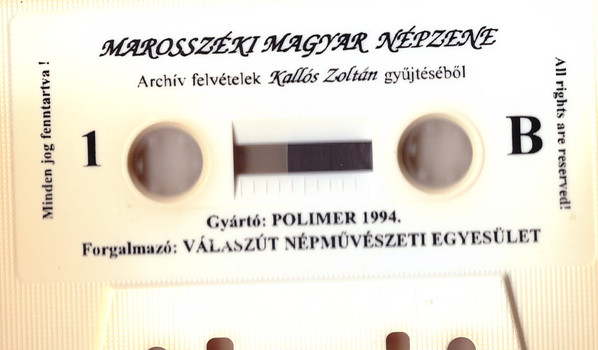 MAROSSZÉKI MAGYAR NÉPZENE
Archív felvételek Kallós Zoltán gyűjtéséből
Minden jog fenntartva !
1
B
All rights are reserved!
Gyártó: POLIMER 1994.
Forgalmazó: VÁLASZÚT NÉPMŰVÉSZETI EGYESÜLET